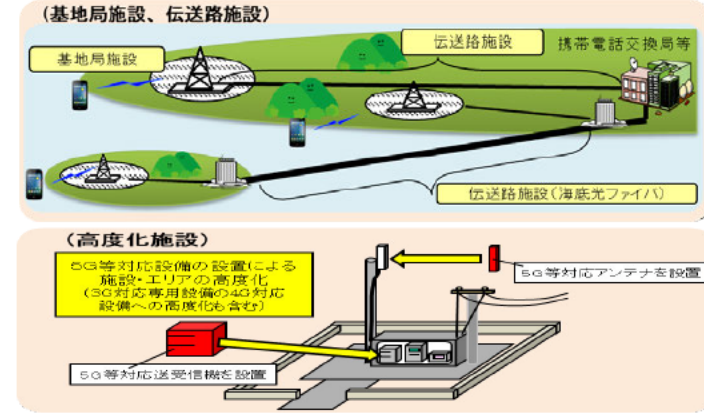 (基地局施設、伝送路施設)
基地局施設
伝送路施設
携帯電話交換局等
伝送路施設(海底光ファイバ)
(高度化施設)
5G等対応設備の設置による
施設・エリアの高度化
(3G対応専用設備の4G対応
設備への高度化も含む)
5G等対応アンテナを設置
5G等対応送受信機を設置